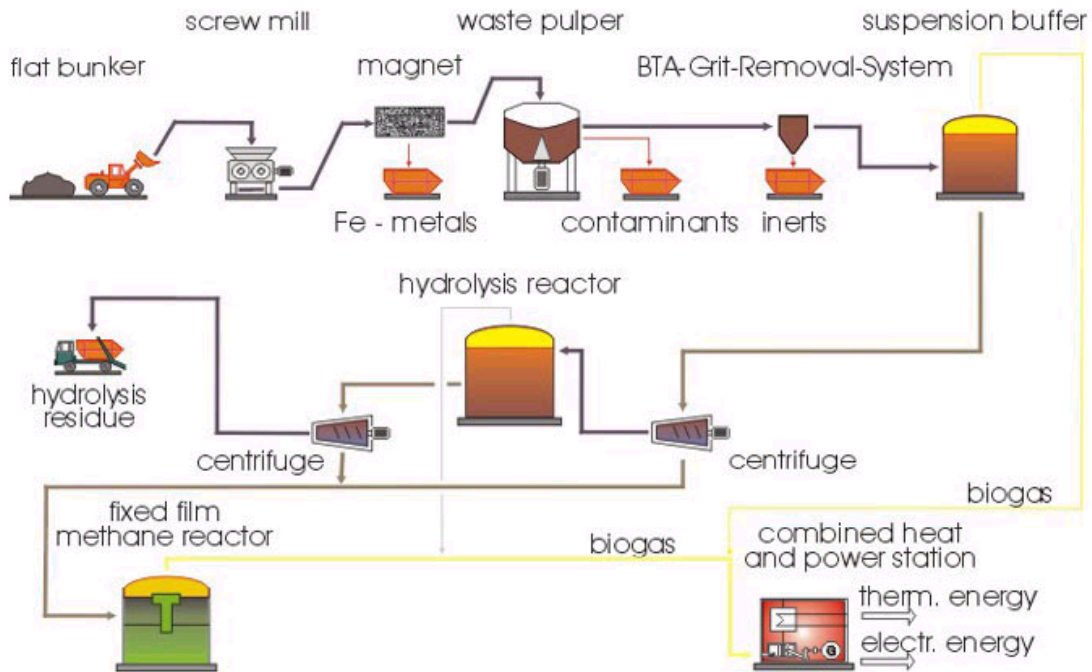 screw mill
waste pulper
suspension buffer
flat bunker
magnet
BTA-Grit-Removal-System
Fe - metals
contaminants
inerts
hydrolysis reactor
hydrolysis
residue
centrifuge
centrifuge
fixed film
methane reactor
biogas
biogas
combined heat
and power station
therm. energy
electr. energy
G